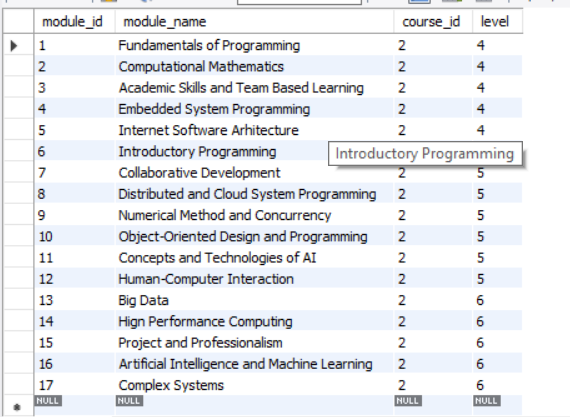 module_id module_name course_id level
1 Fundamentals of Programming 2 4
2 Computational Mathematics 2 4
3 Academic Skills and Team Based Learning 2 4
4 Embedded System Programming 2 4
5 Internet Software Arhitecture 2 4
6 Introductory Programming Introductory Programming
7 Collaborative Development 2 5
8 Distributed and Cloud System Programming 2 5
9 Numerical Method and Concurrency 2 5
10 Object-Oriented Design and Programming 2 5
11 Concepts and Technologies of AI 2 5
12 Human-Computer Interaction 2 5
13 Big Data 2 6
14 Hign Performance Computing 2 6
15 Project and Professionalism 2 6
16 Artificial Intelligence and Machine Learning 2 6
17 Complex Systems 2 6
NULL NULL NULL NULL